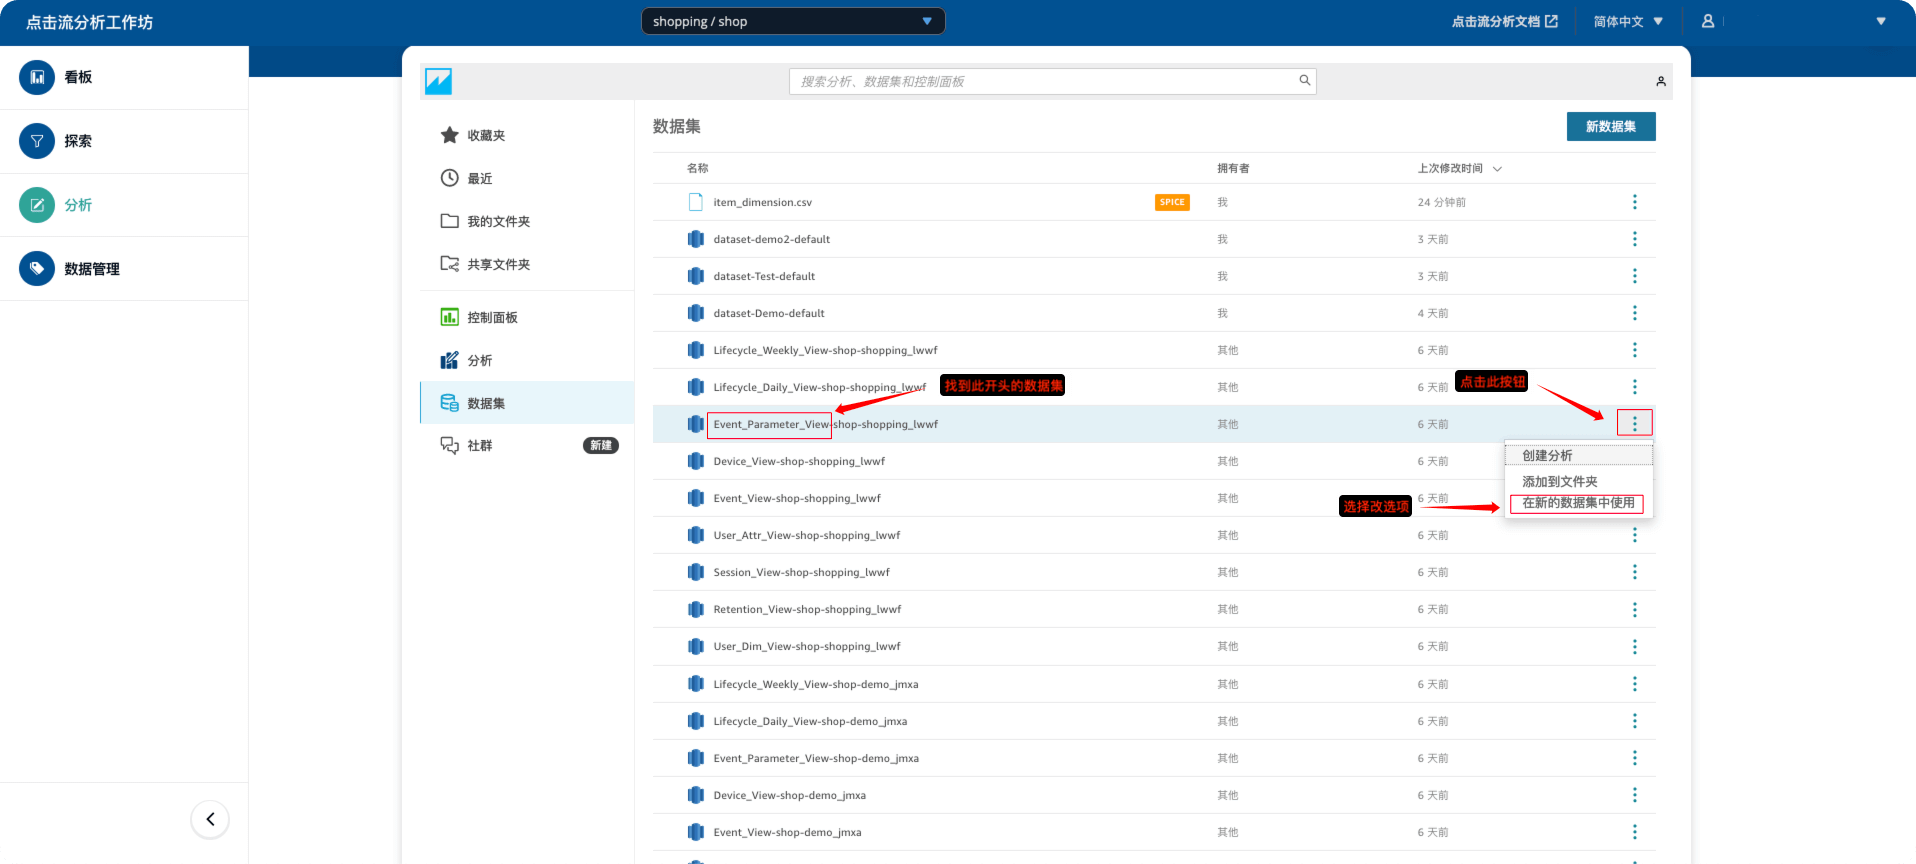 点击流分析工作坊
shopping / shop
点击流分析文档
简体中文
看板
探索
分析
数据管理
搜索分析、数据集和控制面板
收藏夹
最近
我的文件夹
共享文件夹
控制面板
分析
数据集
社群
新建
数据集
新数据集
名称 拥有者 上次修改时间
item_dimension.csv SPICE 我 24 分钟前
dataset-demo2-default 我 3 天前
dataset-Test-default 我 3 天前
dataset-Demo-default 我 4 天前
Lifecycle_Weekly_View-shop-shopping_lwwf 其他 6 天前
Lifecycle_Daily_View-shop-shopping_lwwf 找到此开头的数据集 其他 6 天前 点击此按钮
Event_Parameter_View-shop-shopping_lwwf 其他 6 天前
创建分析
添加到文件夹
在新的数据集中使用
选择改选项
Device_View-shop-shopping_lwwf 其他 6 天前
Event_View-shop-shopping_lwwf 其他 6 天前
User_Attr_View-shop-shopping_lwwf 其他 6 天前
Session_View-shop-shopping_lwwf 其他 6 天前
Retention_View-shop-shopping_lwwf 其他 6 天前
User_Dim_View-shop-shopping_lwwf 其他 6 天前
Lifecycle_Weekly_View-shop-demo_jmxa 其他 6 天前
Lifecycle_Daily_View-shop-demo_jmxa 其他 6 天前
Event_Parameter_View-shop-demo_jmxa 其他 6 天前
Device_View-shop-demo_jmxa 其他 6 天前
Event_View-shop-demo_jmxa 其他 6 天前